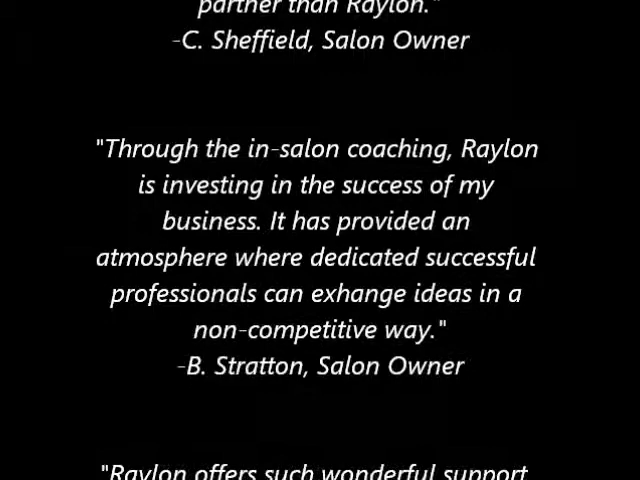 partner than Raylon."
-C. Sheffield, Salon Owner
"Through the in-salon coaching, Raylon
is investing in the success of my
business. It has provided an
atmosphere where dedicated successful
professionals can exhange ideas in a
non-competitive way."
-B. Stratton, Salon Owner
"Raylon offers such wonderful support